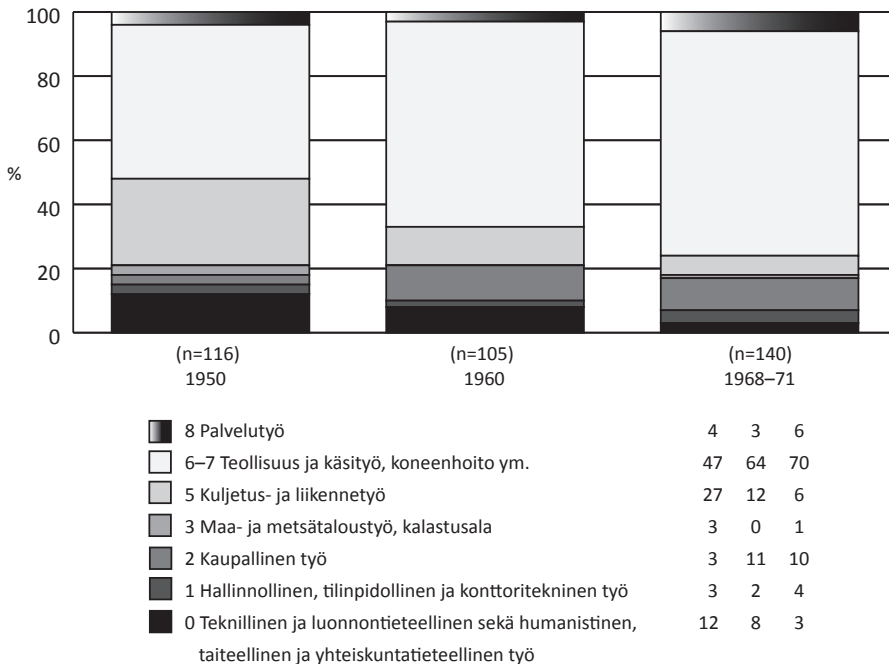 100
80
60
%
40
20
0
(n=116) (n=105) (n=140)
1950 1960 1968–71
8 Palvelutyö 4 3 6
6–7 Teollisuus ja käsityö, koneenhoito ym. 47 64 70
5 Kuljetus- ja liikennetyö 27 12 6
3 Maa- ja metsätaloustyö, kalastusala 3 0 1
2 Kaupallinen työ 3 11 10
1 Hallinnollinen, tilinpidollinen ja konttoritekninen työ 3 2 4
0 Teknillinen ja luonnontieteellinen sekä humanistinen, 12 8 3
taiteellinen ja yhteiskuntatieteellinen työ